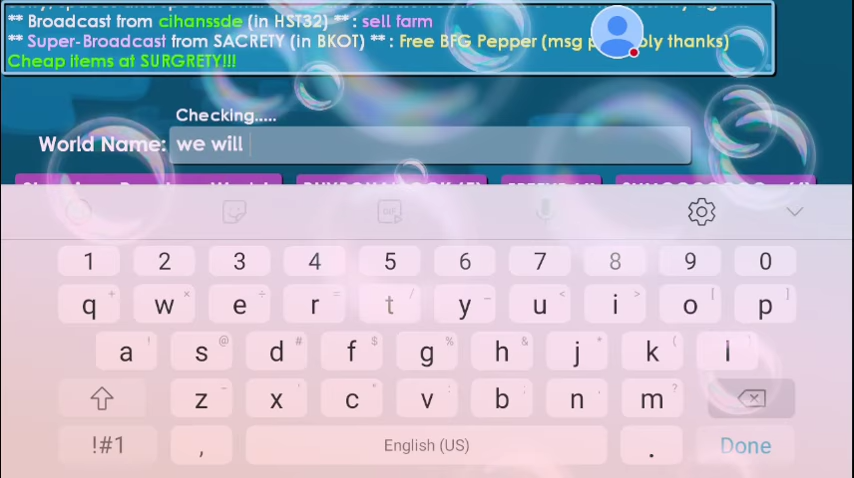 ** Broadcast from cihanssde (in HST32) ** : sell farm
** Super-Broadcast from SACRETY (in BKOT) ** : Free BFG Pepper (msg thanks)
Cheap items at SURGRETY!!!
Checking.....
World Name: we will
GIF
1 2 3 4 5 6 7 8 9 0
q w e r t y u i o p
a s d f g h j k l
z x c v b n m
!#1 , English (US) . Done